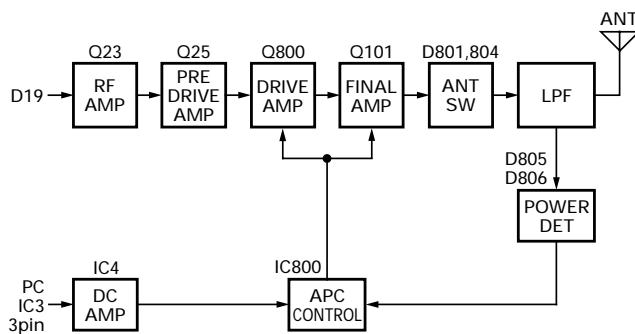 ANT
Q23
Q25
Q800
Q101
D801,804
D19
RF
AMP
PRE
DRIVE
AMP
DRIVE
AMP
FINAL
AMP
ANT
SW
LPF
D805
D806
POWER
DET
IC4
IC800
PC
IC3
3pin
DC
AMP
APC
CONTROL